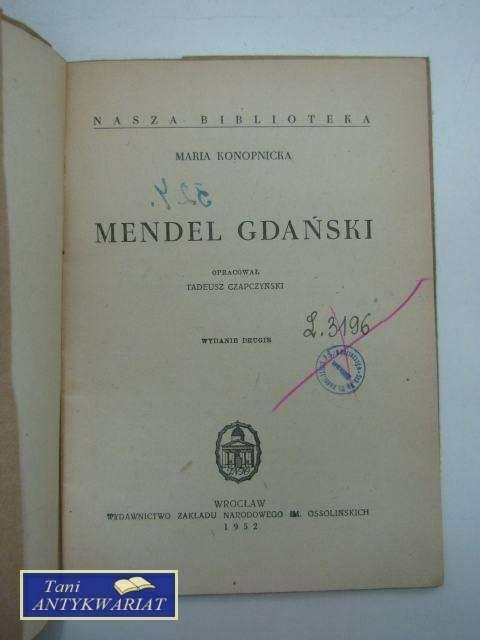 NASZA BIBLIOTEKA
MARIA KONOPNICKA
324.
MENDEL GDAŃSKI
OPRACOWAŁ
TADEUSZ CZAPCZYŃSKI
WYDANIE DRUGIE
L. 3196
WROCŁAW
WYDAWNICTWO ZAKŁADU NARODOWEGO IM. OSSOLIŃSKICH
1952
Tani
ANTYKWARIAT